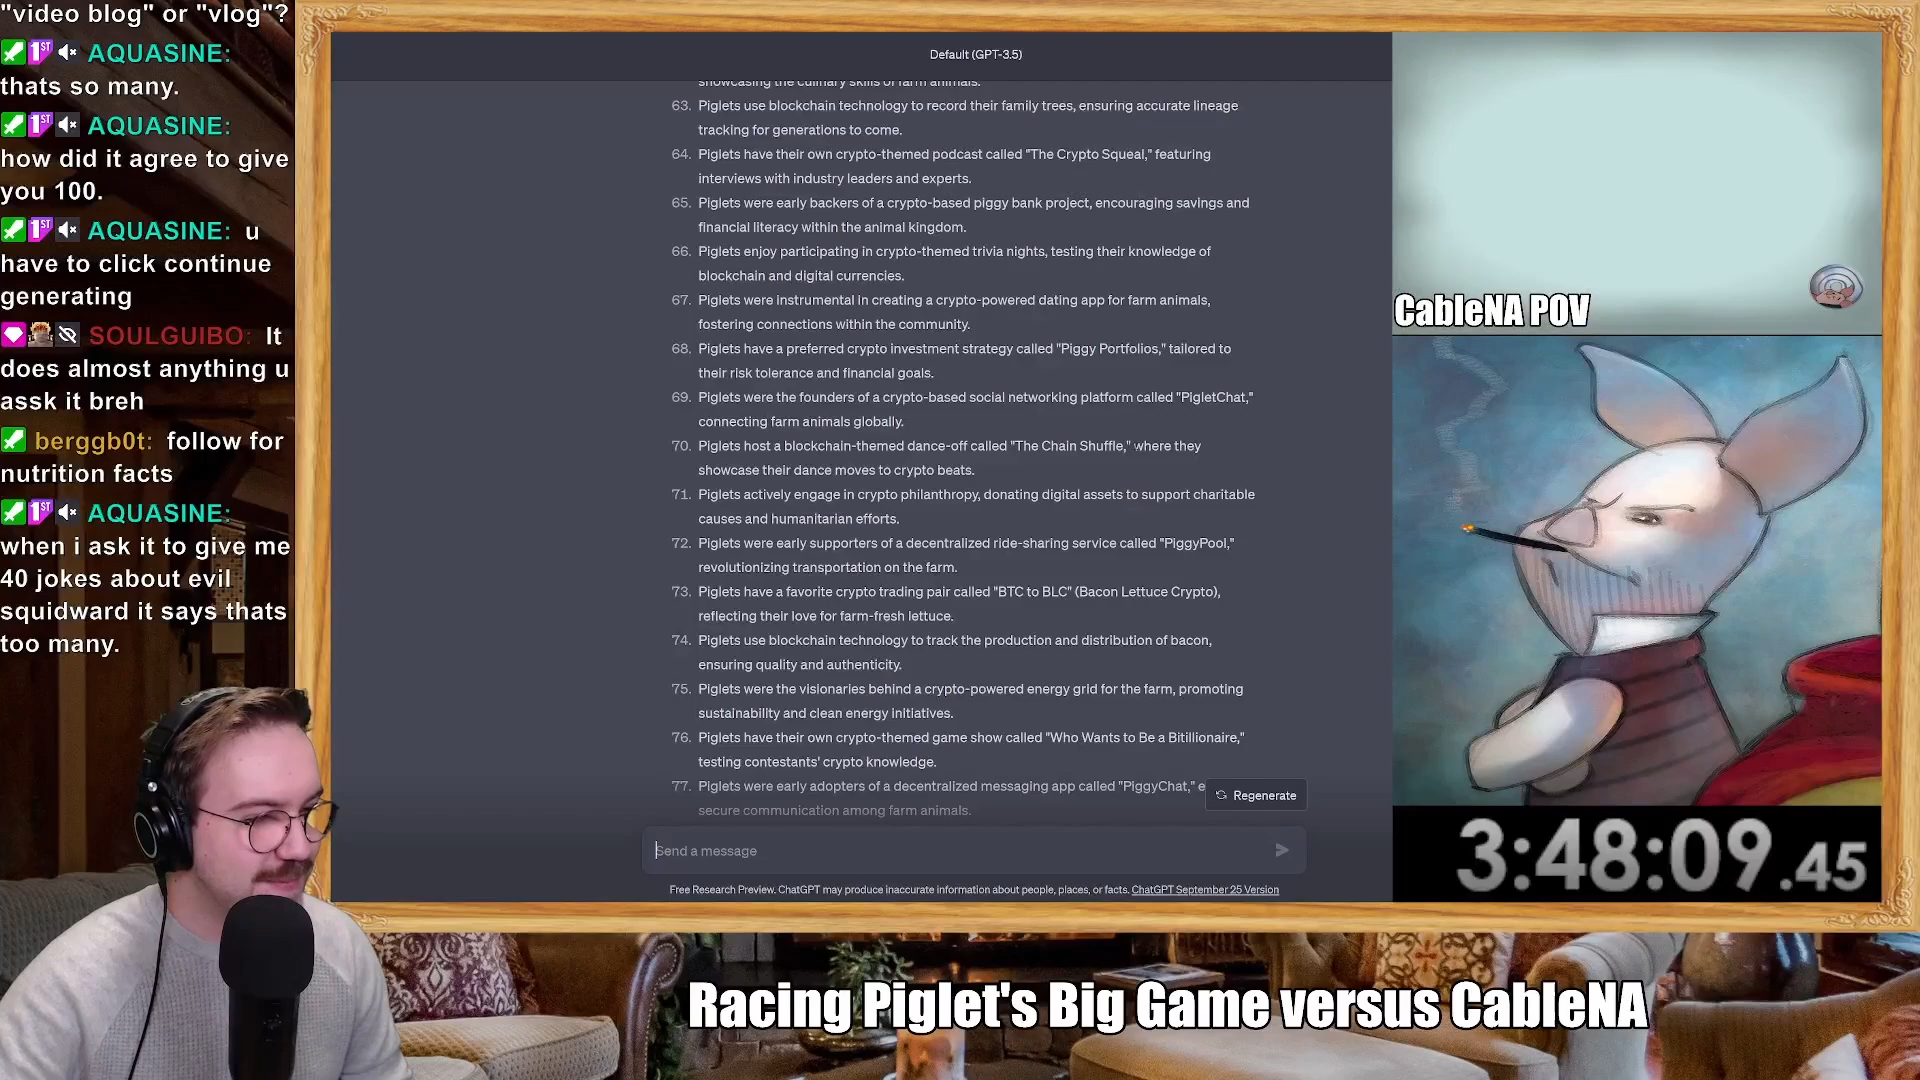 "video blog" or "vlog"?
1ST AQUASINE:
thats so many.
1ST AQUASINE:
how did it agree to give
you 100.
1ST AQUASINE: u
have to click continue
generating
SOULGUIBO: It
does almost anything u
assk it breh
berggb0t: follow for
nutrition facts
1ST AQUASINE:
when i ask it to give me
40 jokes about evil
squidward it says thats
too many.
Default (GPT-3.5)
showcasing the culinary skills of farm animals.
63. Piglets use blockchain technology to record their family trees, ensuring accurate lineage
tracking for generations to come.
64. Piglets have their own crypto-themed podcast called "The Crypto Squeal," featuring
interviews with industry leaders and experts.
65. Piglets were early backers of a crypto-based piggy bank project, encouraging savings and
financial literacy within the animal kingdom.
66. Piglets enjoy participating in crypto-themed trivia nights, testing their knowledge of
blockchain and digital currencies.
67. Piglets were instrumental in creating a crypto-powered dating app for farm animals,
fostering connections within the community.
68. Piglets have a preferred crypto investment strategy called "Piggy Portfolios," tailored to
their risk tolerance and financial goals.
69. Piglets were the founders of a crypto-based social networking platform called "PigletChat,"
connecting farm animals globally.
70. Piglets host a blockchain-themed dance-off called "The Chain Shuffle," where they
showcase their dance moves to crypto beats.
71. Piglets actively engage in crypto philanthropy, donating digital assets to support charitable
causes and humanitarian efforts.
72. Piglets were early supporters of a decentralized ride-sharing service called "PiggyPool,"
revolutionizing transportation on the farm.
73. Piglets have a favorite crypto trading pair called "BTC to BLC" (Bacon Lettuce Crypto),
reflecting their love for farm-fresh lettuce.
74. Piglets use blockchain technology to track the production and distribution of bacon,
ensuring quality and authenticity.
75. Piglets were the visionaries behind a crypto-powered energy grid for the farm, promoting
sustainability and clean energy initiatives.
76. Piglets have their own crypto-themed game show called "Who Wants to Be a Bitillionaire,"
testing contestants' crypto knowledge.
77. Piglets were early adopters of a decentralized messaging app called "PiggyChat," e
secure communication among farm animals.
Regenerate
Send a message
Free Research Preview. ChatGPT may produce inaccurate information about people, places, or facts. ChatGPT September 25 Version
CableNA POV
3:48:09.45
Racing Piglet's Big Game versus CableNA